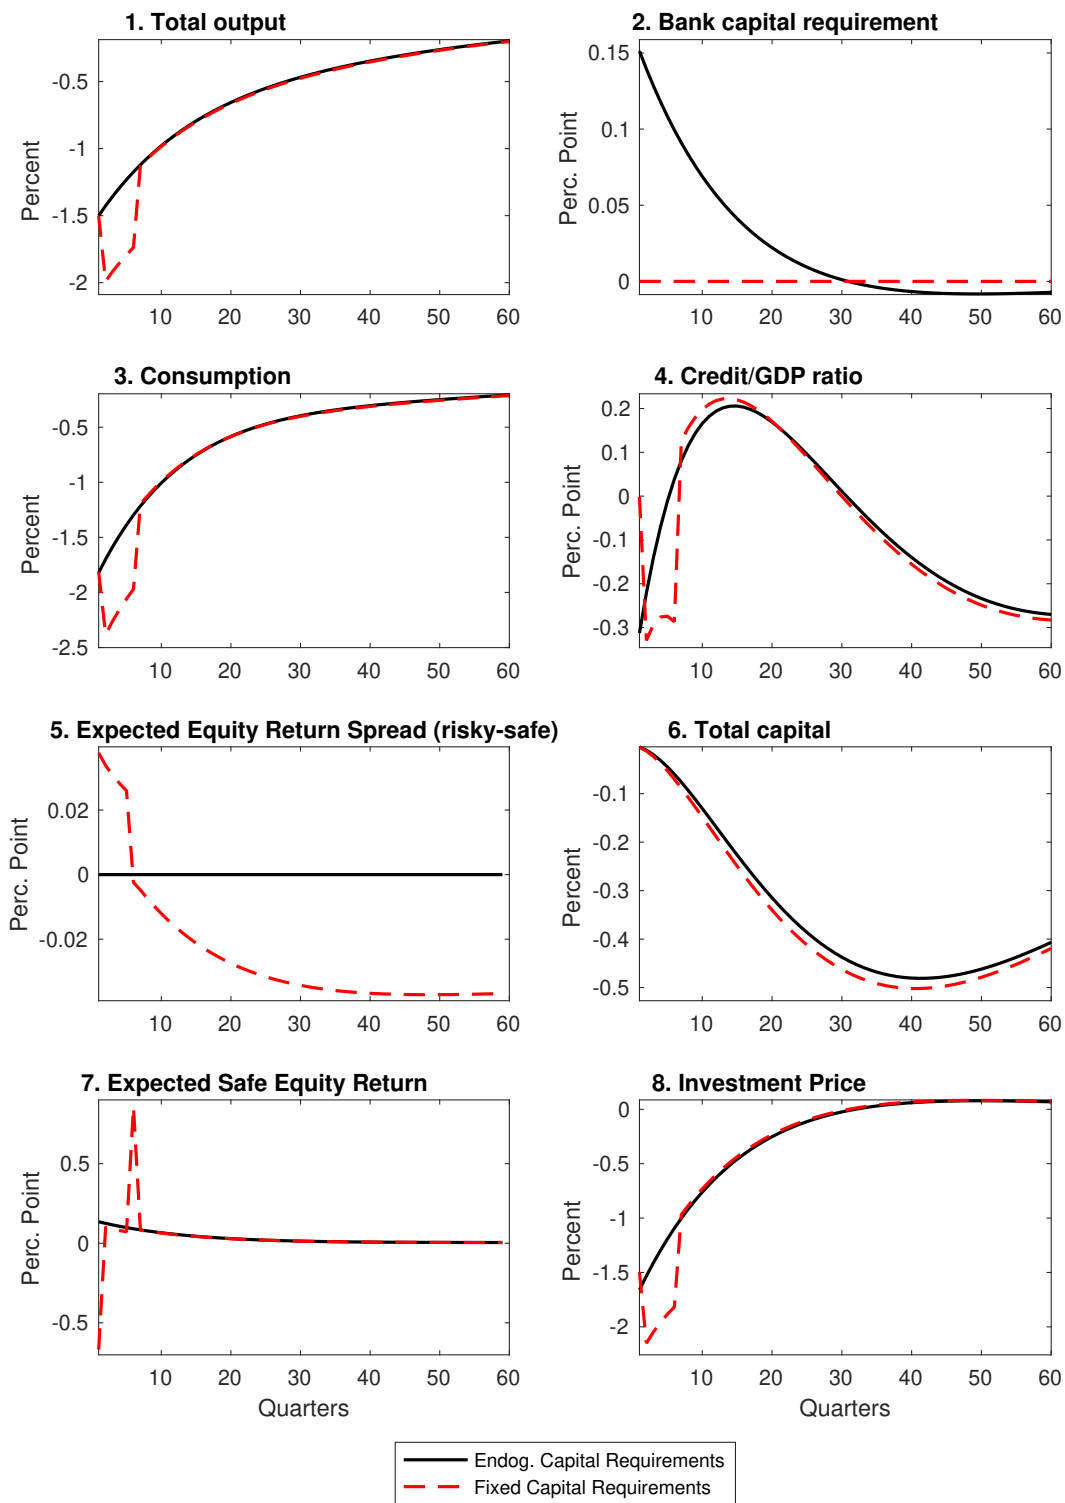 1. Total output
2. Bank capital requirement
Percent
-0.5
-1
-1.5
-2
10 20 30 40 50 60
Perc. Point
0.15
0.1
0.05
0
10 20 30 40 50 60
3. Consumption
4. Credit/GDP ratio
Percent
-0.5
-1
-1.5
-2
-2.5
10 20 30 40 50 60
Perc. Point
0.2
0.1
0
-0.1
-0.2
-0.3
10 20 30 40 50 60
5. Expected Equity Return Spread (risky-safe)
6. Total capital
Perc. Point
0.02
0
-0.02
10 20 30 40 50 60
Percent
-0.1
-0.2
-0.3
-0.4
-0.5
10 20 30 40 50 60
7. Expected Safe Equity Return
8. Investment Price
Perc. Point
0.5
0
-0.5
10 20 30 40 50 60
Quarters
Percent
0
-0.5
-1
-1.5
-2
10 20 30 40 50 60
Quarters
Endog. Capital Requirements
Fixed Capital Requirements